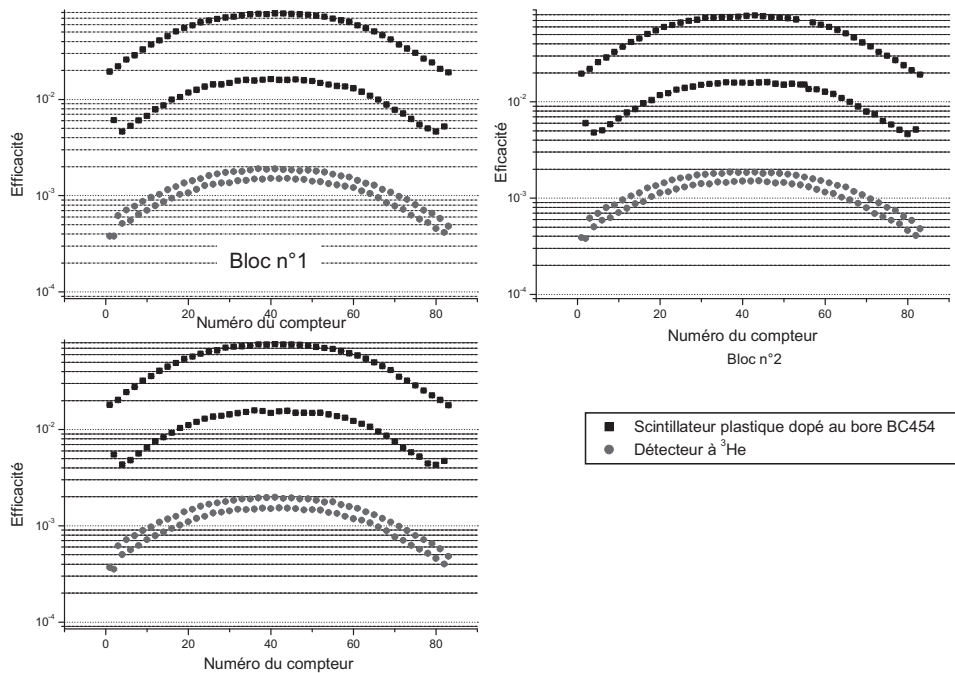 Efficacité
10⁻²
10⁻³
10⁻⁴
Bloc n°1
0 20 40 60 80
Numéro du compteur
Eficacité
10⁻²
10⁻³
10⁻⁴
0 20 40 60 80
Numéro du compteur
Bloc n°2
Efficacité
10⁻²
10⁻³
10⁻⁴
0 20 40 60 80
Numéro du compteur
Scintillateur plastique dopé au bore BC454
Détecteur à ³He